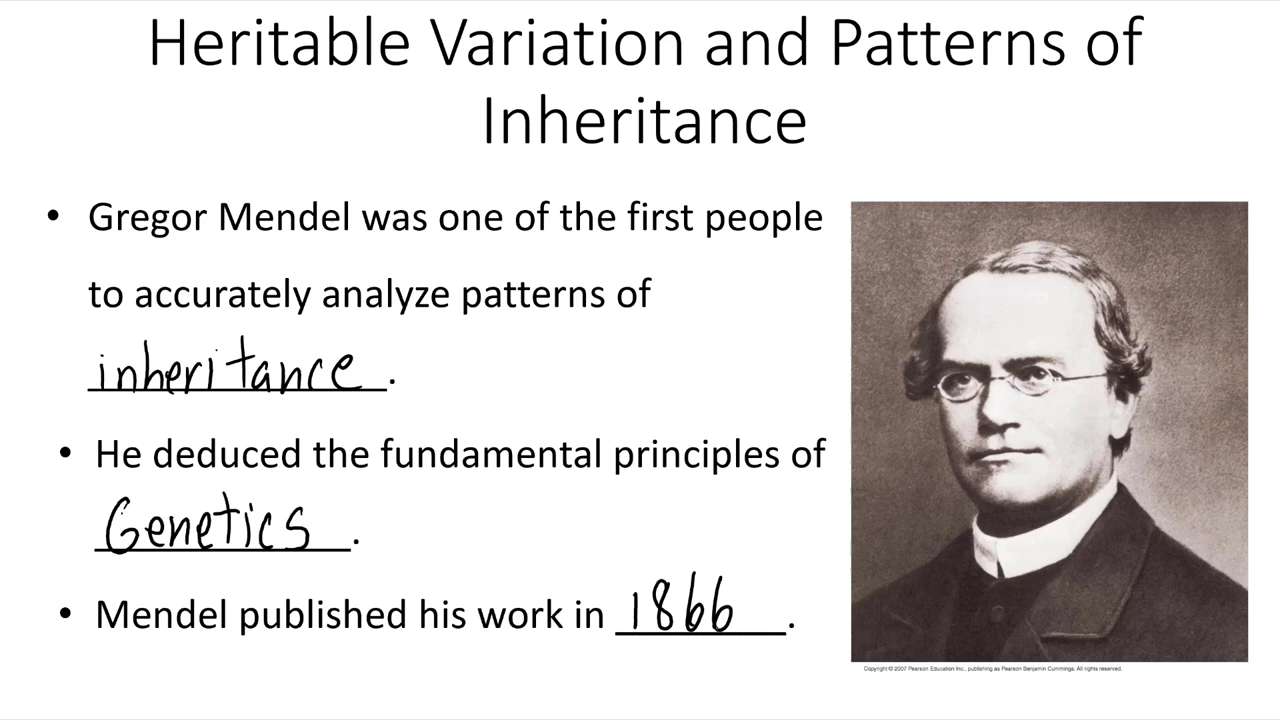 Heritable Variation and Patterns of
Inheritance
• Gregor Mendel was one of the first people
to accurately analyze patterns of
inheritance.
• He deduced the fundamental principles of
Genetics.
• Mendel published his work in 1866.
Copyright © 2007 Pearson Education Inc., publishing as Pearson Benjamin Cummings. All rights reserved.